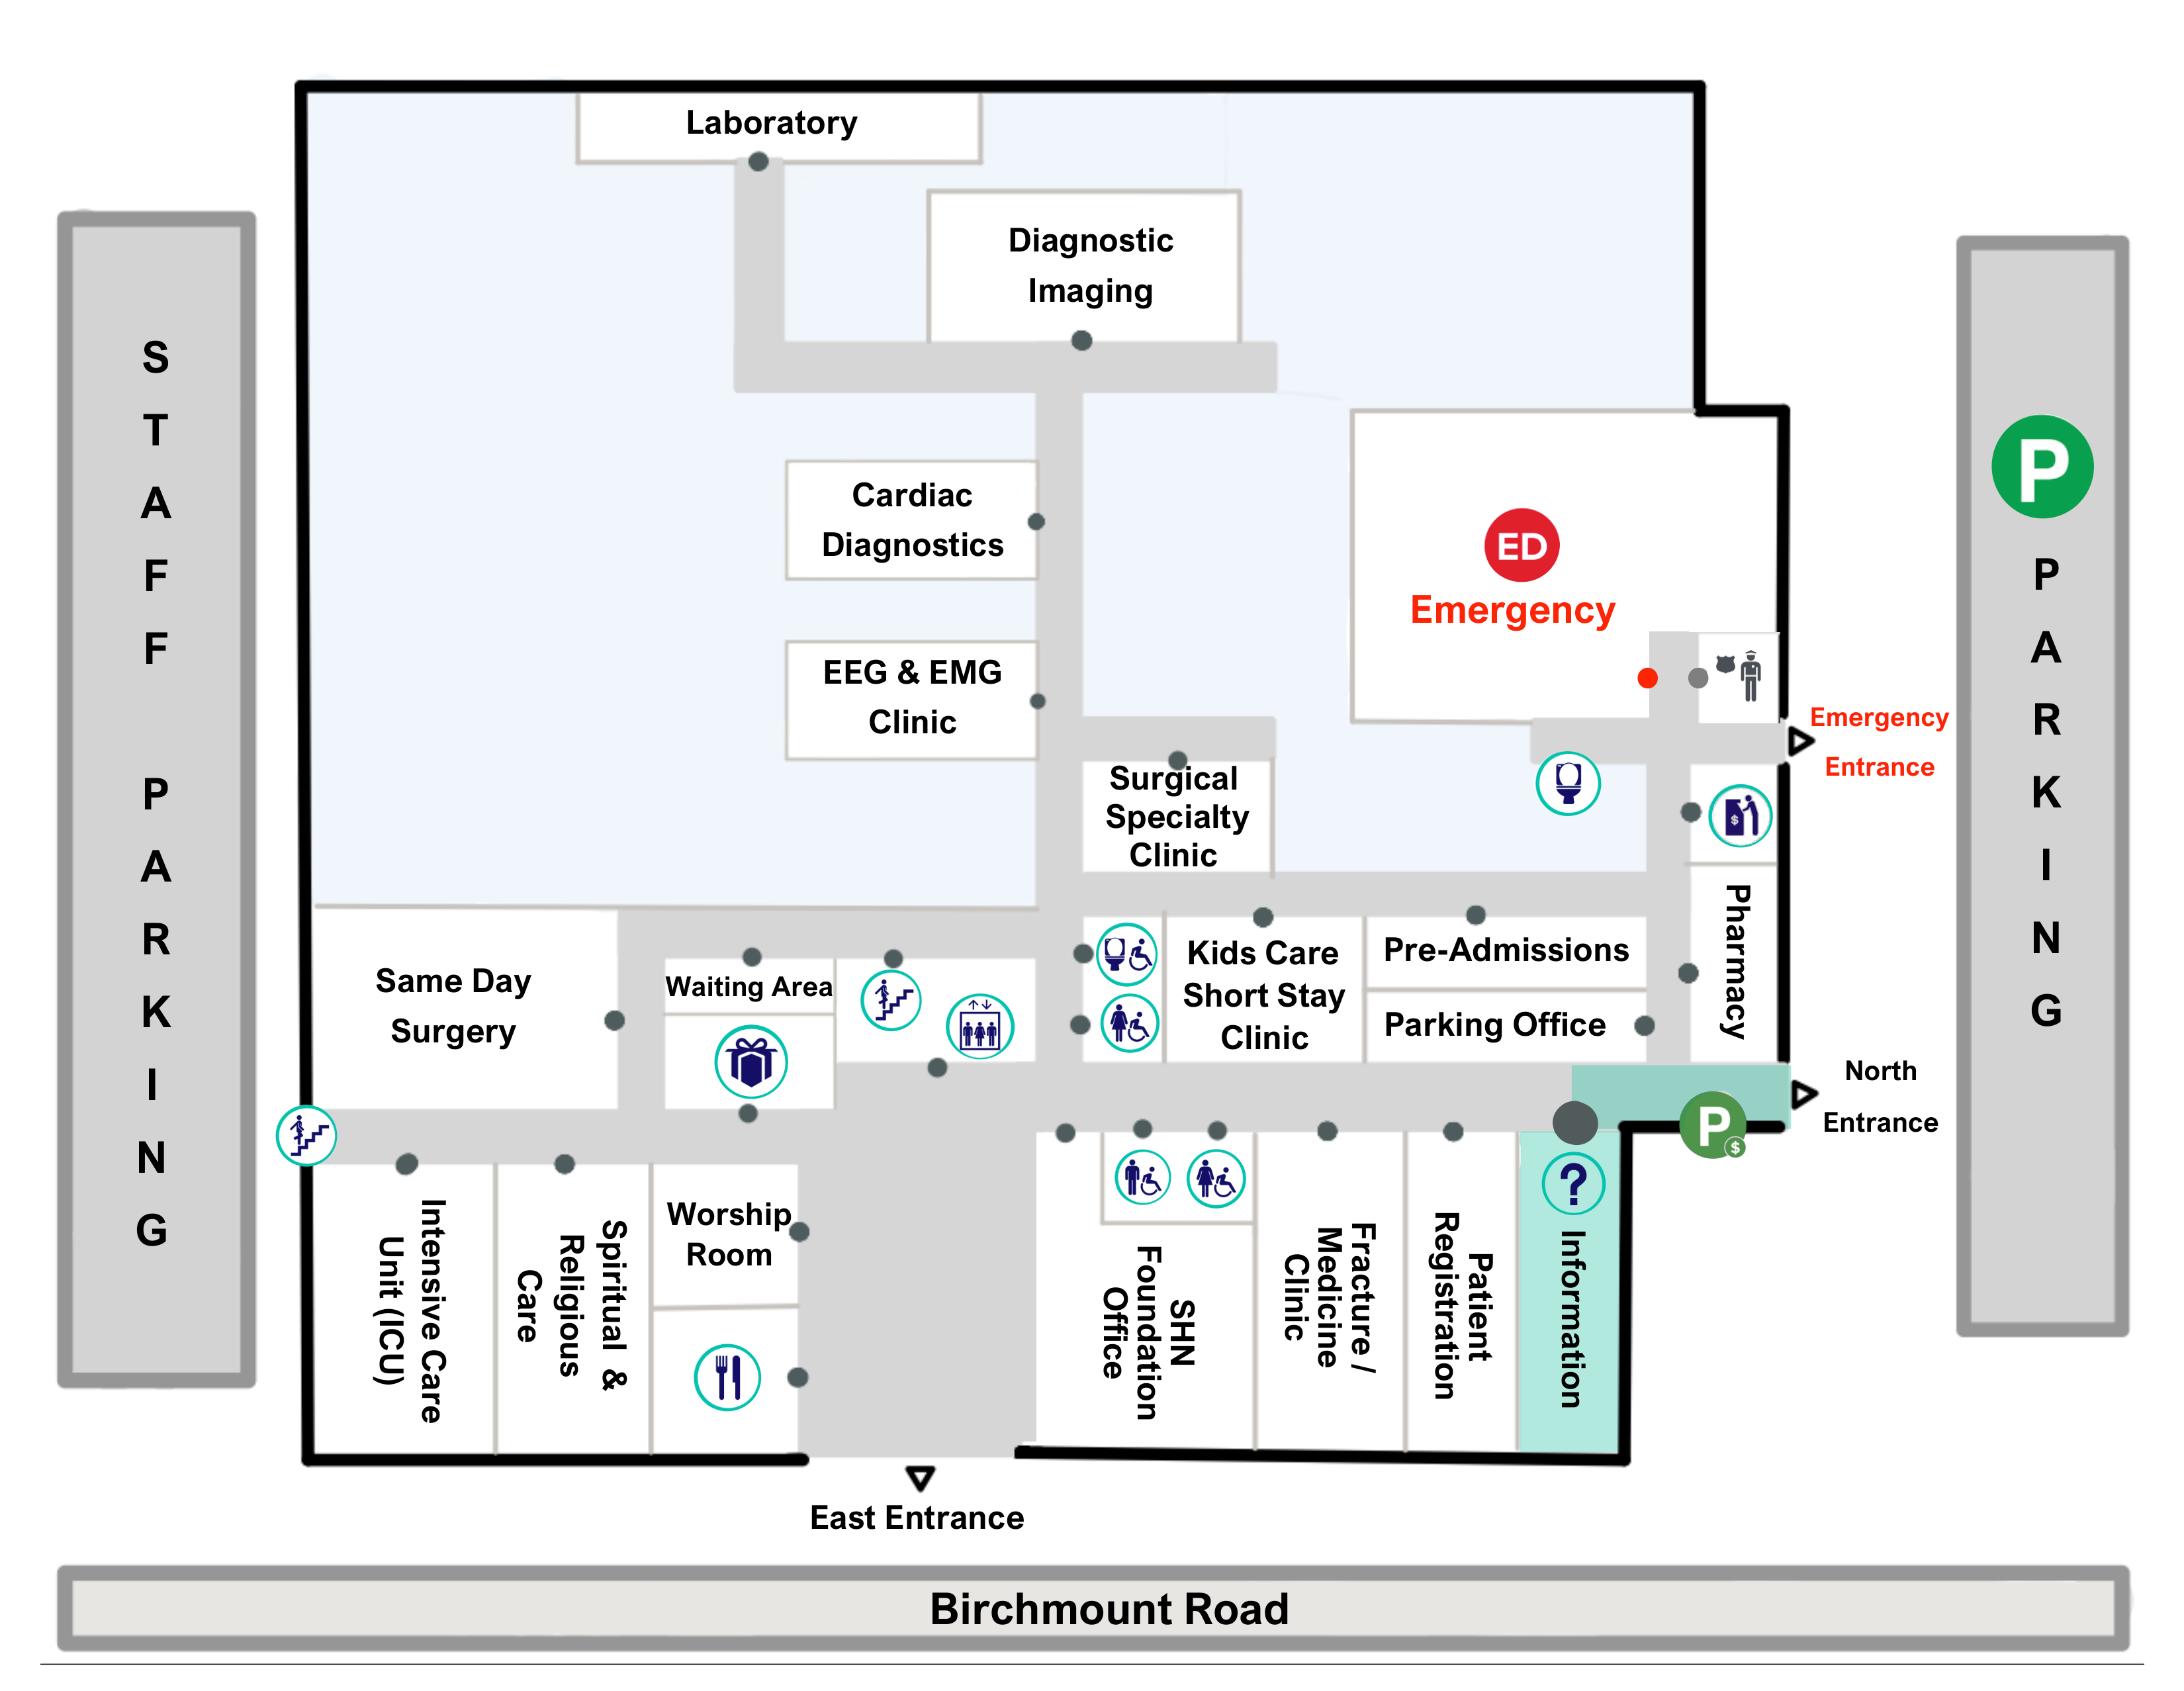 Laboratory
Diagnostic
Imaging
STAFF PARKING
P
PARKING
Cardiac
Diagnostics
ED
Emergency
EEG & EMG
Clinic
Emergency
Entrance
Surgical
Specialty
Clinic
$
Pharmacy
Same Day
Surgery
Waiting Area
Kids Care
Short Stay
Clinic
Pre-Admissions
Parking Office
North
Entrance
P
$
?
Information
Intensive Care
Unit (ICU)
Spiritual &
Religious
Care
Worship
Room
SHN
Foundation
Office
Fracture /
Medicine
Clinic
Patient
Registration
East Entrance
Birchmount Road